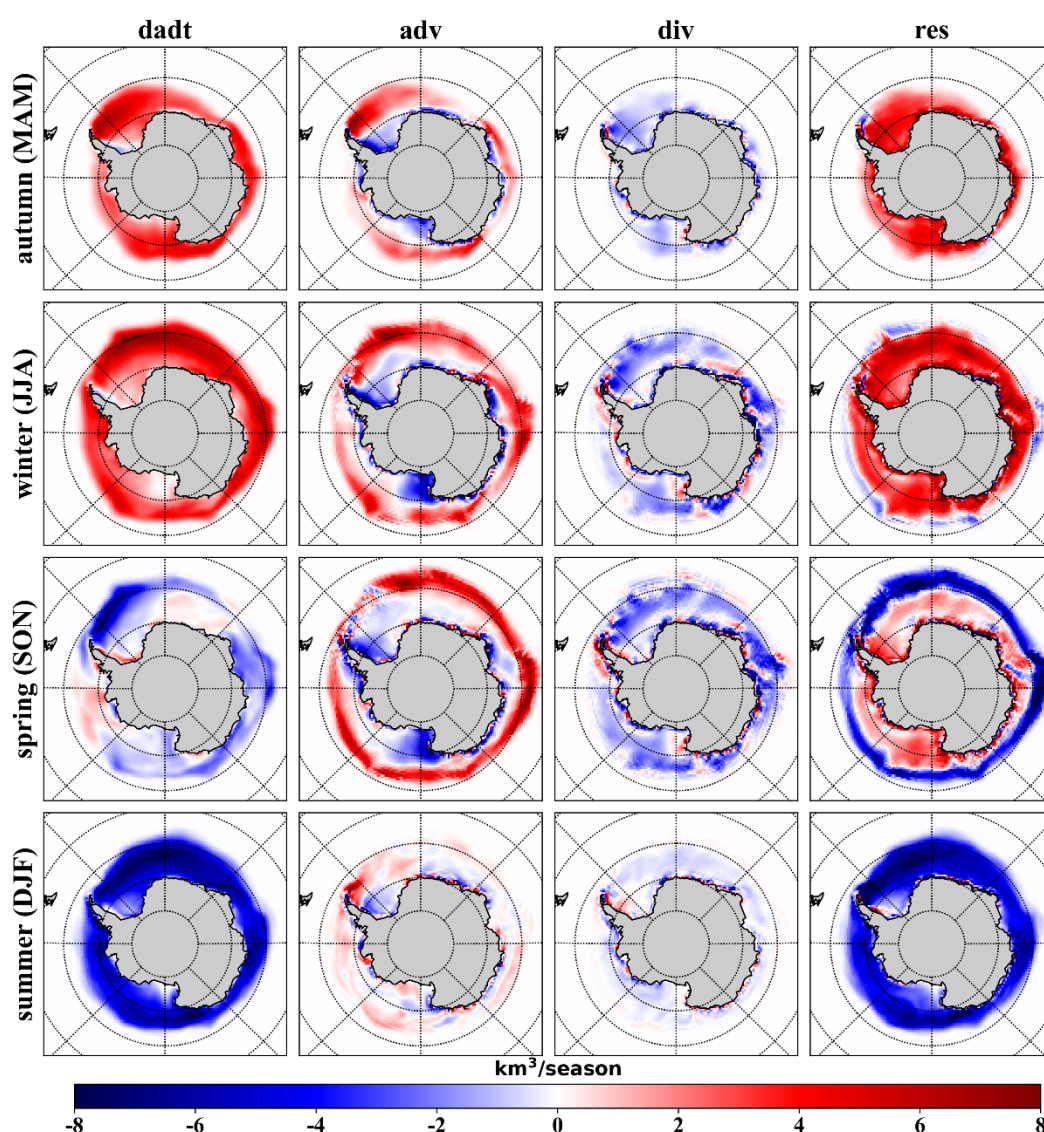 dadt adv div res
autumn (MAM)
winter (JJA)
spring (SON)
summer (DJF)
km³/season
-8 -6 -4 -2 0 2 4 6 8